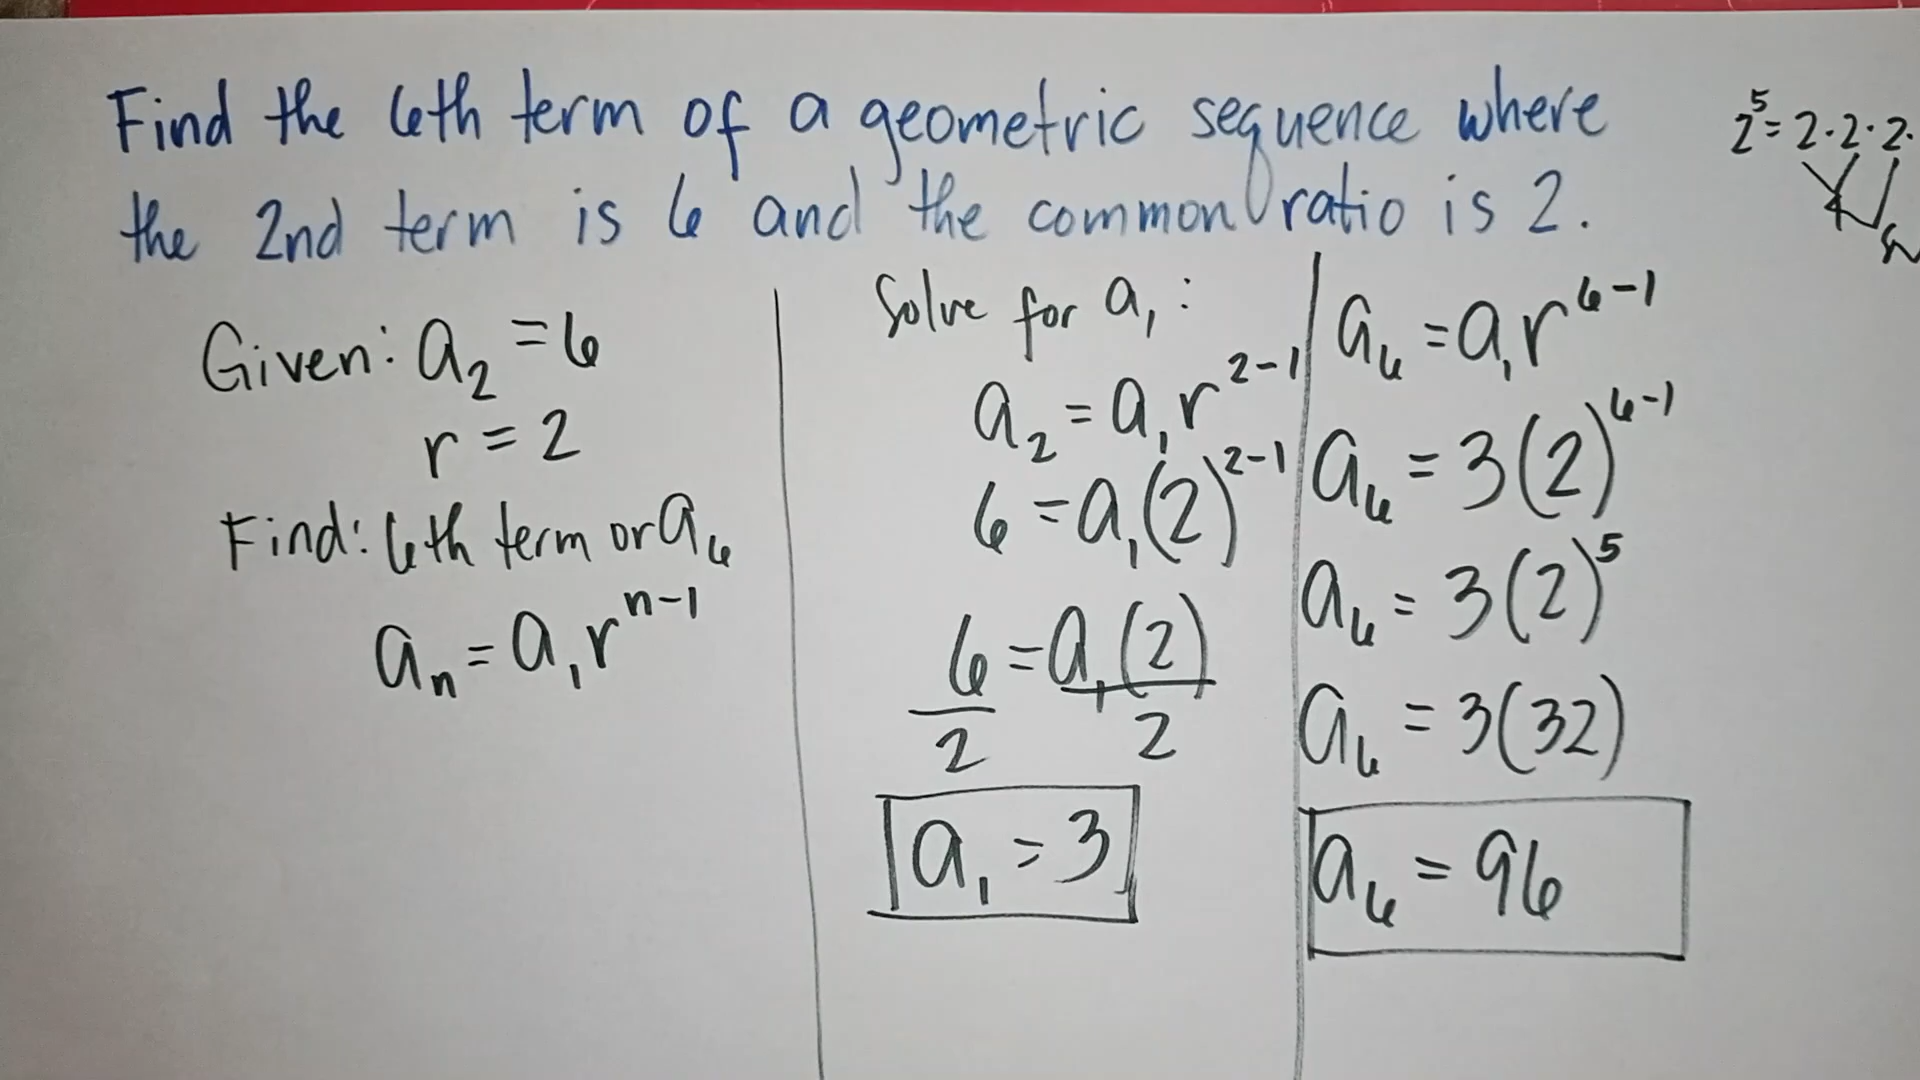 Find the 6th term of a geometric sequence where
the 2nd term is 6 and the common ratio is 2.
2⁵ = 2·2·2·
4
8
Given: a₂ = 6
r = 2
Find: 6th term or a₆
aₙ = a₁rⁿ⁻¹
Solve for a₁:
a₂ = a₁r²⁻¹
6 = a₁(2)²⁻¹
6 = a₁(2)
2 2
a₁ = 3
a₆ = a₁r⁶⁻¹
a₆ = 3(2)⁶⁻¹
a₆ = 3(2)⁵
a₆ = 3(32)
a₆ = 96